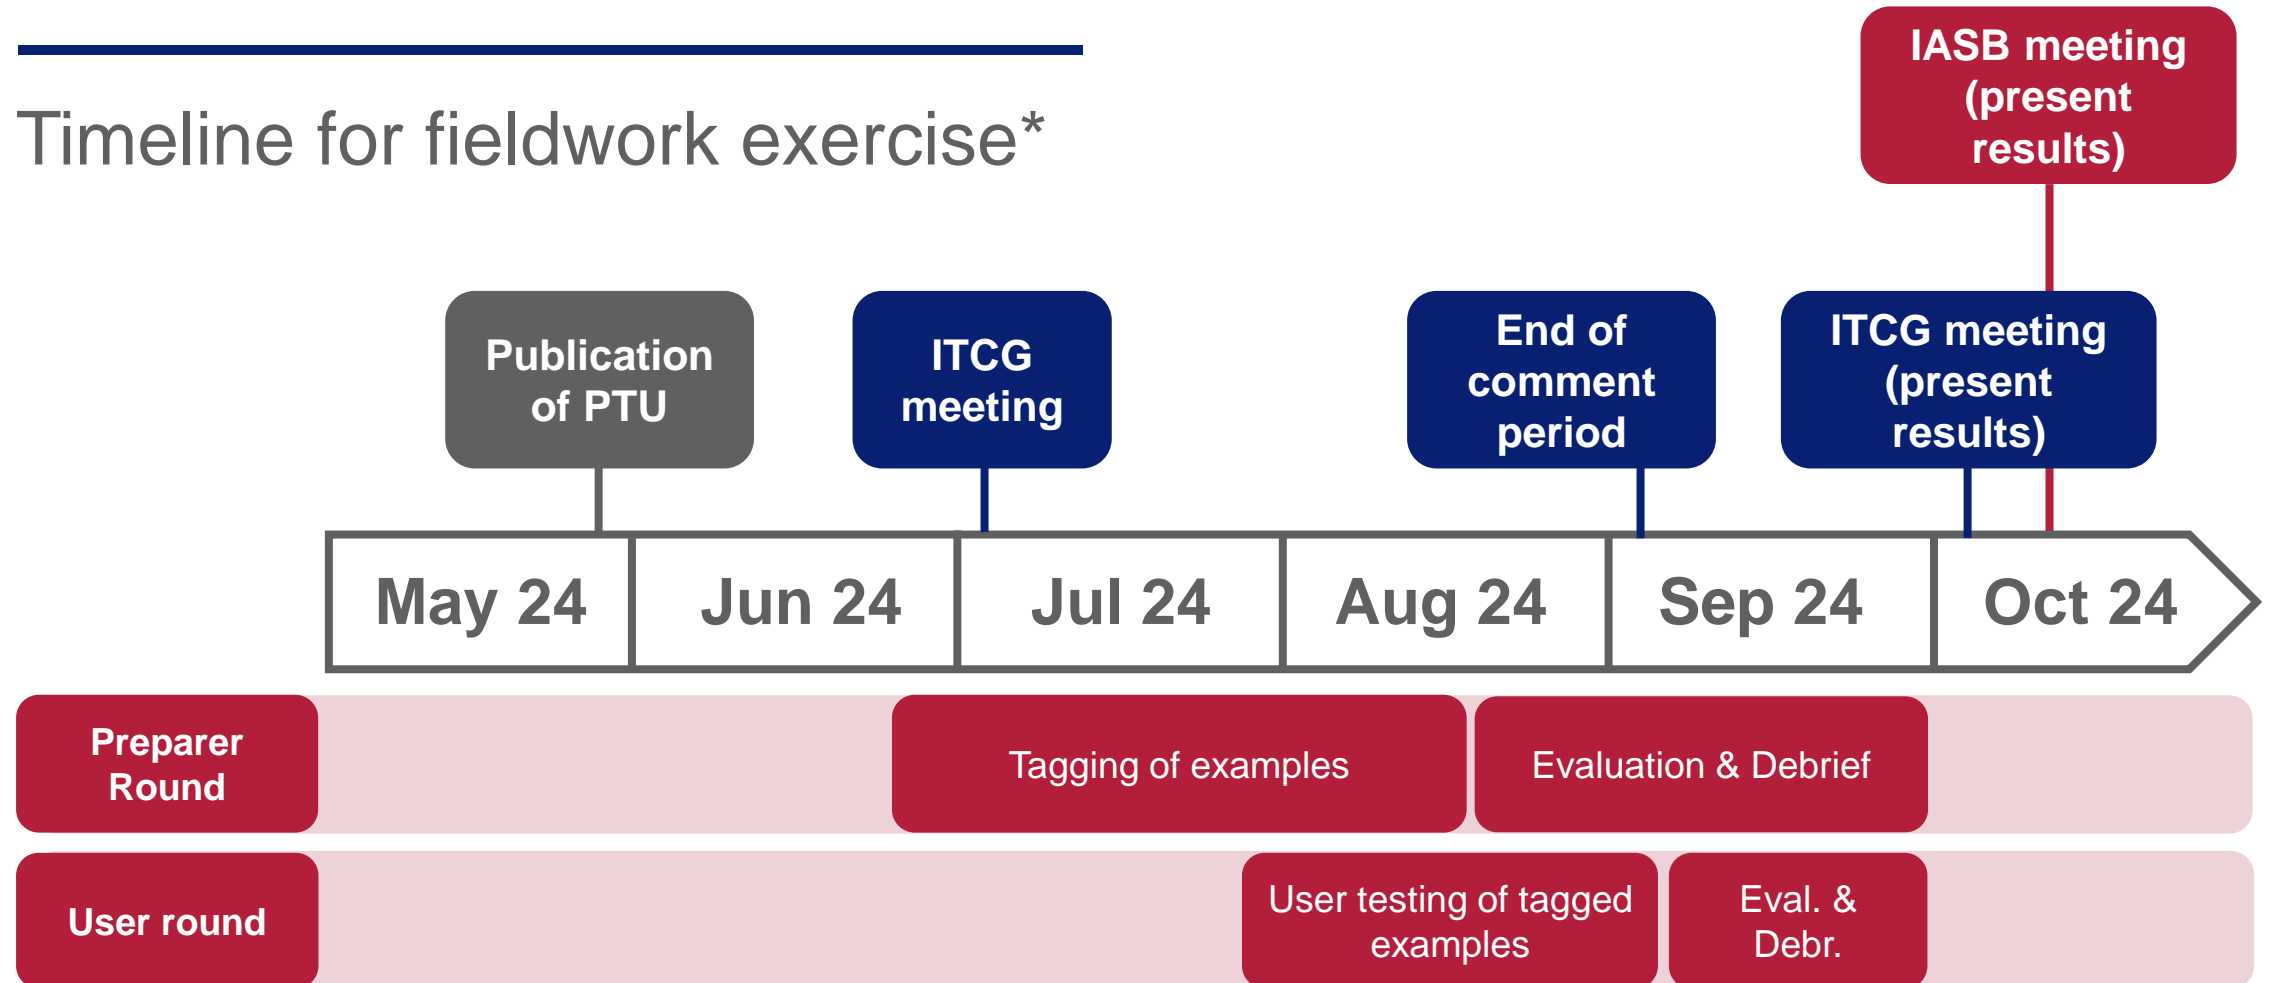 Timeline for fieldwork exercise*
IASB meeting
(present
results)
Publication
of PTU
ITCG
meeting
End of
comment
period
ITCG meeting
(present
results)
May 24
Jun 24
Jul 24
Aug 24
Sep 24
Oct 24
Preparer
Round
Tagging of examples
Evaluation & Debrief
User round
User testing of tagged
examples
Eval. &
Debr.